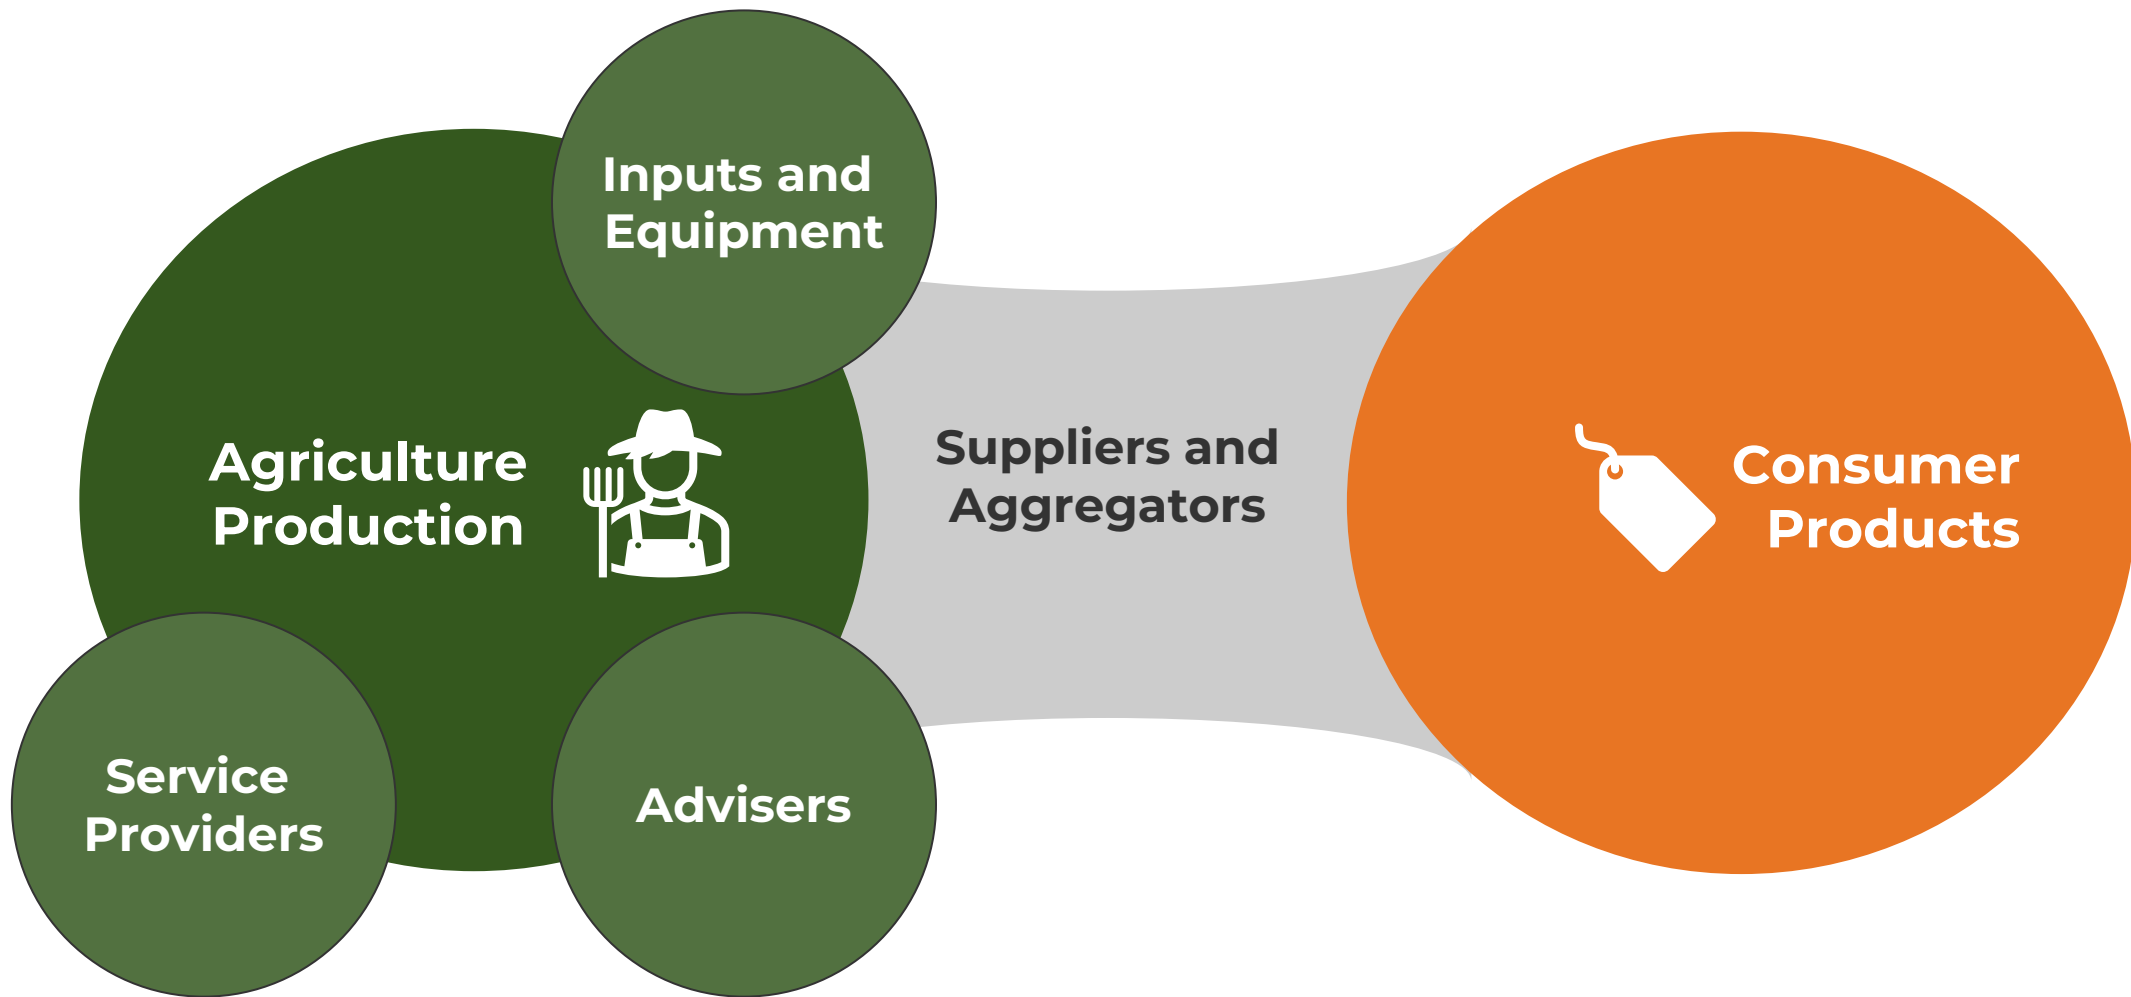 Inputs and
Equipment
Agriculture
Production
Suppliers and
Aggregators
Consumer
Products
Service
Providers
Advisers